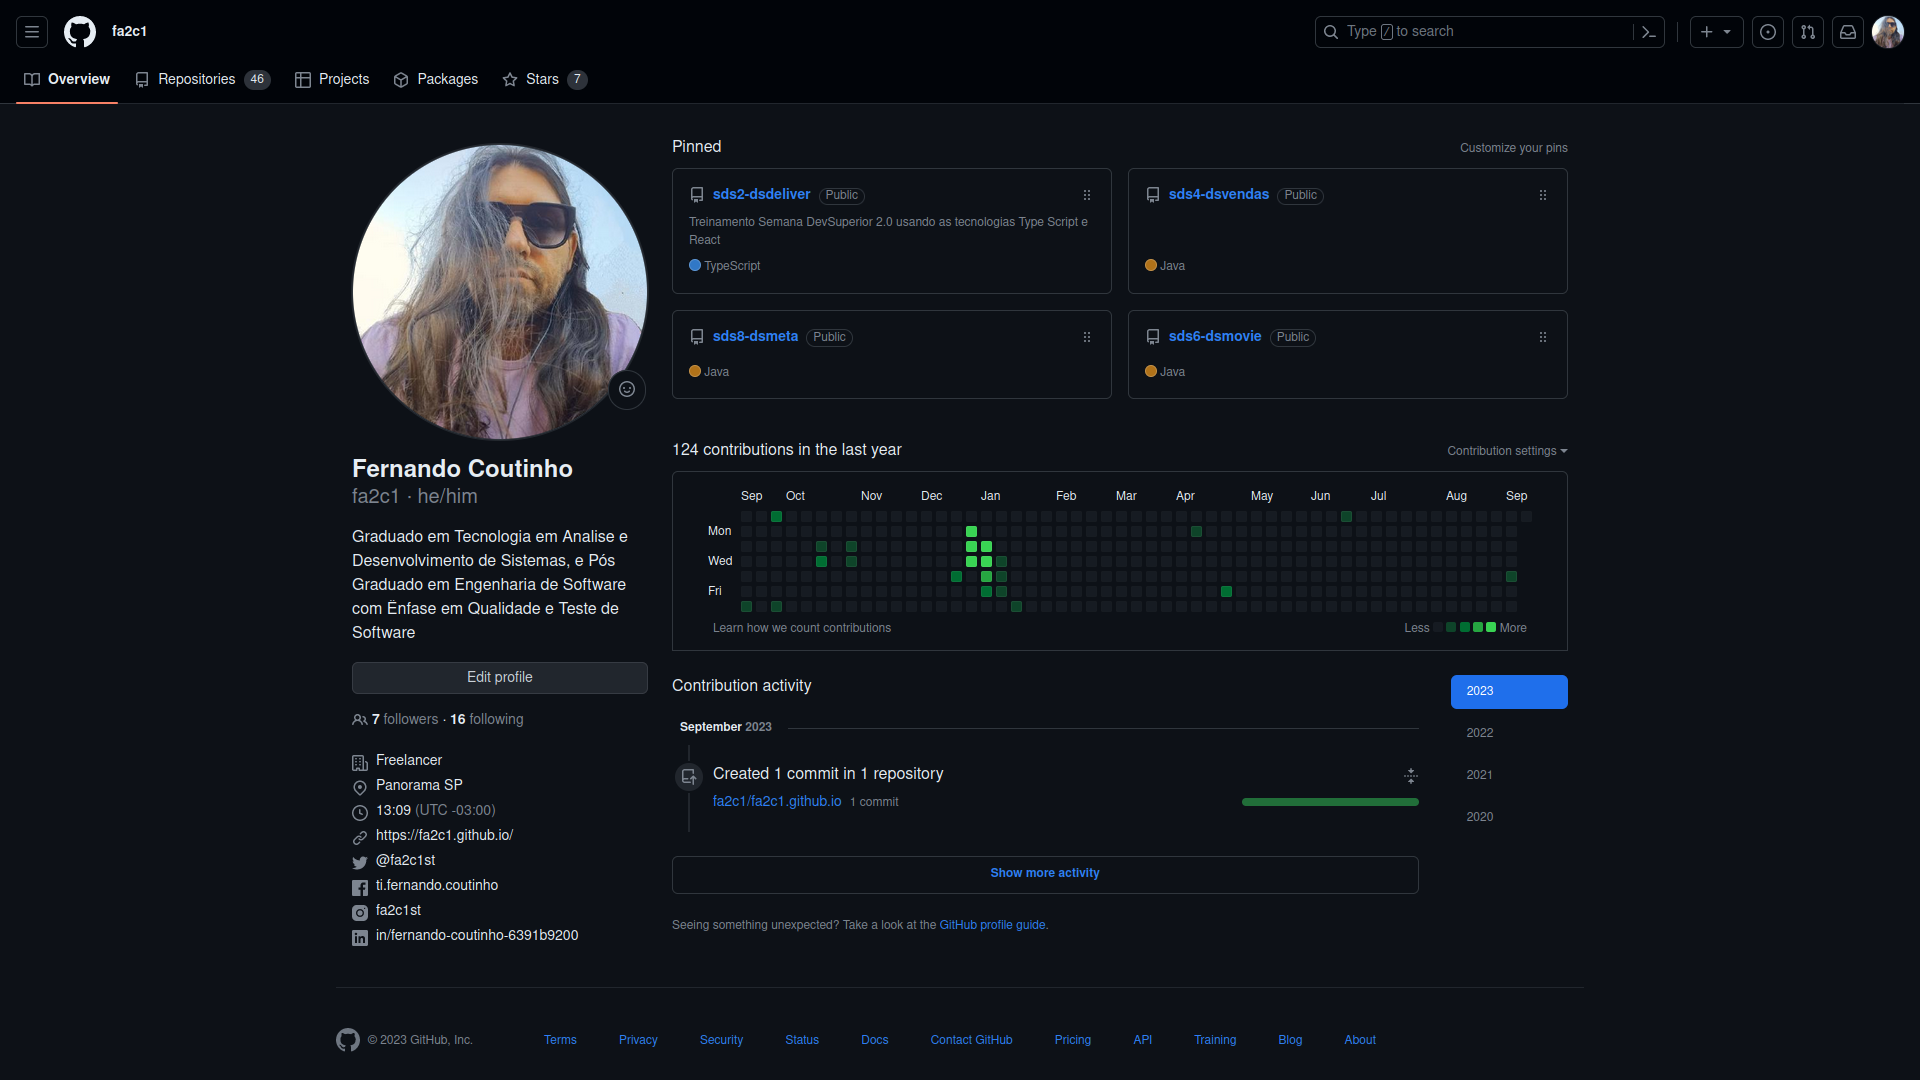 fa2c1
Type / to search
Overview
Repositories 46
Projects
Packages
Stars 7
Fernando Coutinho
fa2c1 · he/him
Graduado em Tecnologia em Analise e
Desenvolvimento de Sistemas, e Pós
Graduado em Engenharia de Software
com Ênfase em Qualidade e Teste de
Software
Edit profile
7 followers · 16 following
Freelancer
Panorama SP
13:09 (UTC -03:00)
https://fa2c1.github.io/
@fa2c1st
ti.fernando.coutinho
fa2c1st
in/fernando-coutinho-6391b9200
Pinned
Customize your pins
sds2-dsdeliver Public
Treinamento Semana DevSuperior 2.0 usando as tecnologias Type Script e
React
TypeScript
sds4-dsvendas Public
Java
sds8-dsmeta Public
Java
sds6-dsmovie Public
Java
124 contributions in the last year
Contribution settings
Sep Oct Nov Dec Jan Feb Mar Apr May Jun Jul Aug Sep
Mon
Wed
Fri
Learn how we count contributions
Less More
Contribution activity
2023
2022
2021
2020
September 2023
Created 1 commit in 1 repository
fa2c1/fa2c1.github.io 1 commit
Show more activity
Seeing something unexpected? Take a look at the GitHub profile guide.
© 2023 GitHub, Inc.
Terms
Privacy
Security
Status
Docs
Contact GitHub
Pricing
API
Training
Blog
About